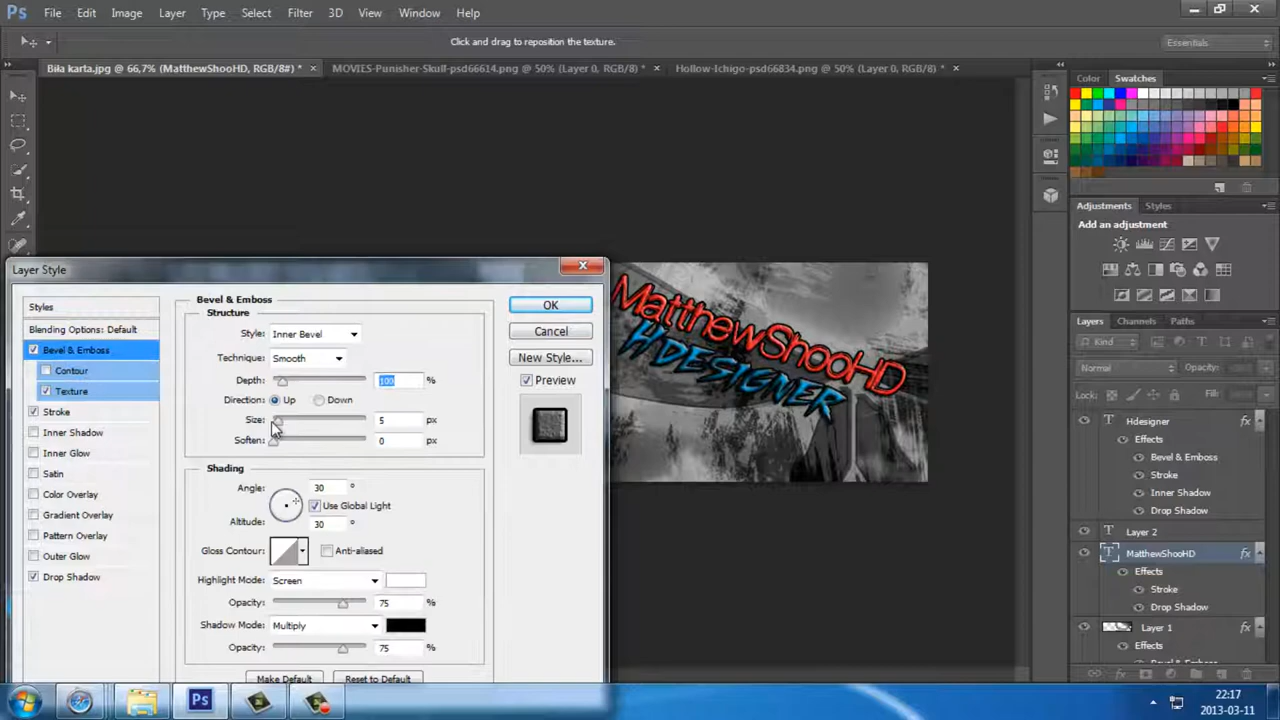 Ps File Edit Image Layer Type Select Filter 3D View Window Help
Click and drag to reposition the texture.
Essentials
Biła karta.jpg @ 66,7% (MatthewShooHD, RGB/8#) * ×
MOVIES-Punisher-Skull-psd66614.png @ 50% (Layer 0, RGB/8) * ×
Hollow-Ichigo-psd66834.png @ 50% (Layer 0, RGB/8) * ×
Layer Style
Styles
Blending Options: Default
Bevel & Emboss
Contour
Texture
Stroke
Inner Shadow
Inner Glow
Satin
Color Overlay
Gradient Overlay
Pattern Overlay
Outer Glow
Drop Shadow
Bevel & Emboss
Structure
Style: Inner Bevel
Technique: Smooth
Depth: 100 %
Direction: Up Down
Size: 5 px
Soften: 0 px
Shading
Angle: 30 °
Use Global Light
Altitude: 30 °
Gloss Contour: Anti-aliased
Highlight Mode: Screen
Opacity: 75 %
Shadow Mode: Multiply
Opacity: 75 %
Make Default Reset to Default
OK
Cancel
New Style...
Preview
MatthewShooHD
HDESIGNER
Color Swatches
Adjustments Styles
Add an adjustment
Layers Channels Paths
Kind
Normal Opacity:
Lock: Fill:
Hdesigner fx
Effects
Bevel & Emboss
Stroke
Inner Shadow
Drop Shadow
T Layer 2
T MatthewShooHD fx
Effects
Stroke
Drop Shadow
Layer 1 fx
Effects
Ps
22:17
2013-03-11